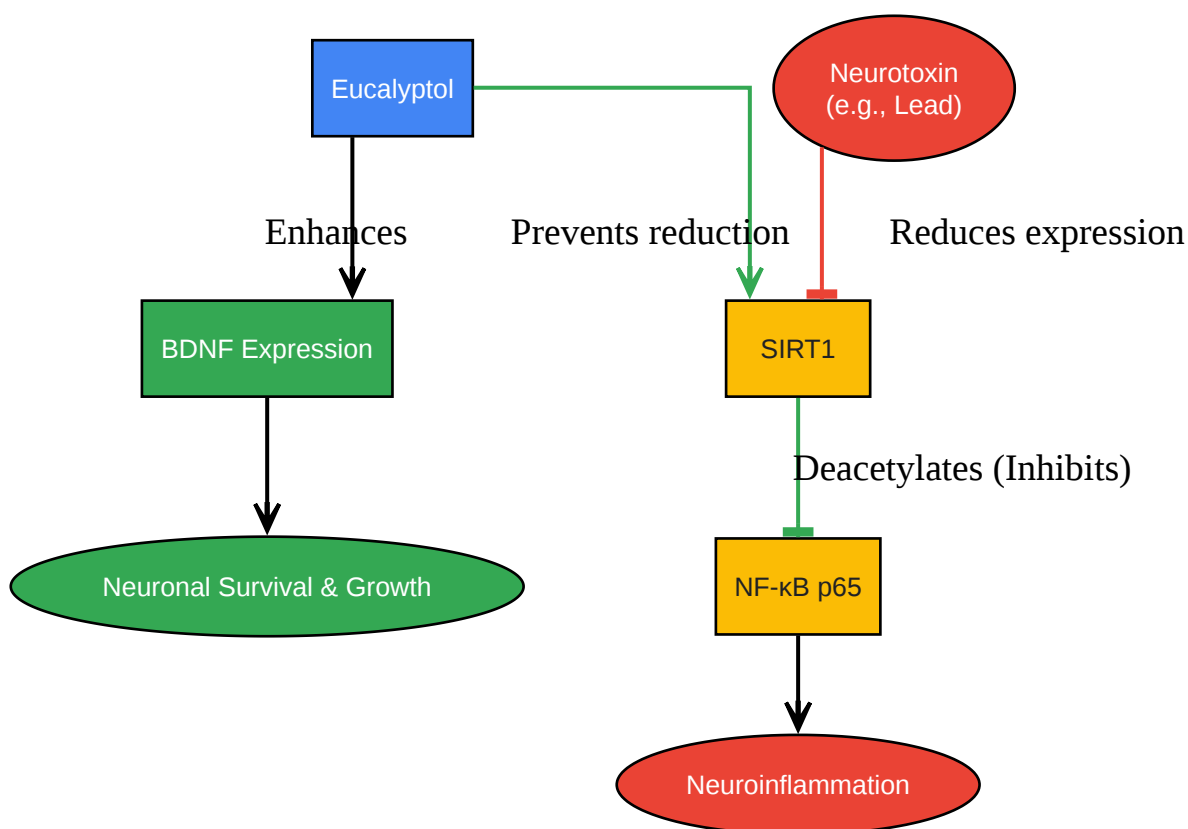 Eucalyptol
Neurotoxin
(e.g., Lead)
Enhances
Prevents reduction
Reduces expression
BDNF Expression
SIRT1
Deacetylates (Inhibits)
Neuronal Survival & Growth
NF-κB p65
Neuroinflammation